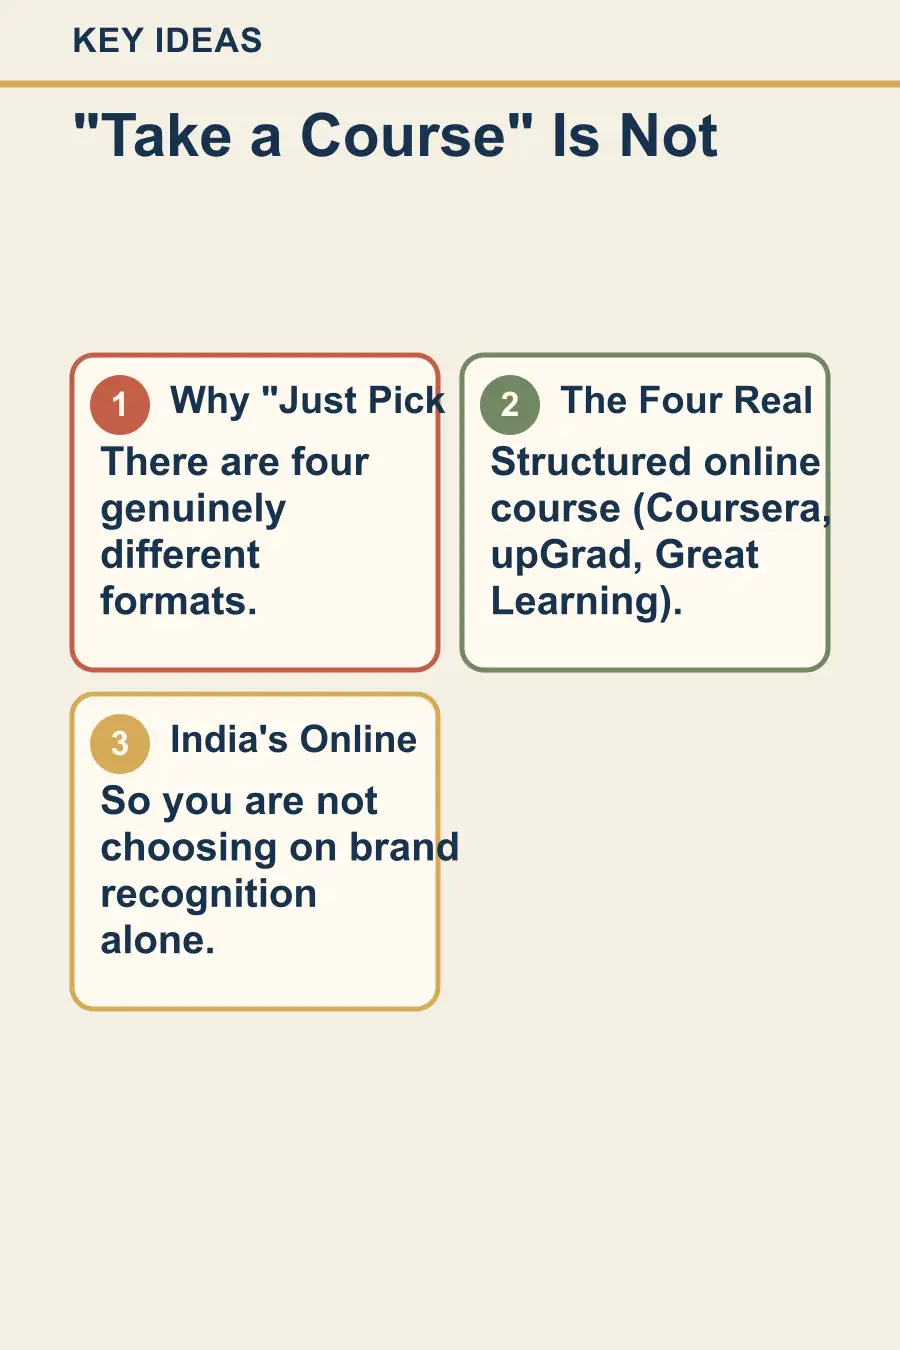 KEY IDEAS
"Take a Course" Is Not
1
Why "Just Pick
There are four
genuinely
different
formats.
2
The Four Real
Structured online
course (Coursera,
upGrad, Great
Learning).
3
India's Online
So you are not
choosing on brand
recognition
alone.